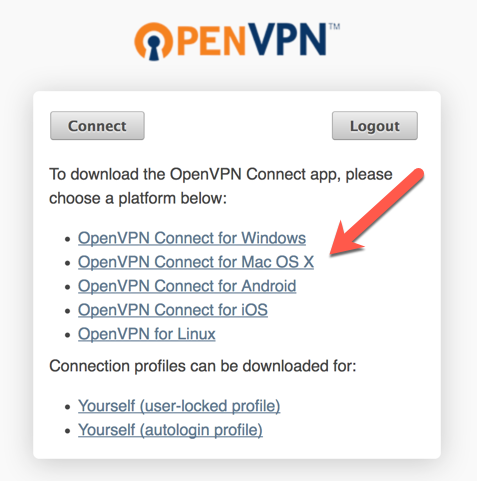 OPENVPN™
Connect
Logout
To download the OpenVPN Connect app, please
choose a platform below:
• OpenVPN Connect for Windows
• OpenVPN Connect for Mac OS X
• OpenVPN Connect for Android
• OpenVPN Connect for iOS
• OpenVPN for Linux
Connection profiles can be downloaded for:
• Yourself (user-locked profile)
• Yourself (autologin profile)